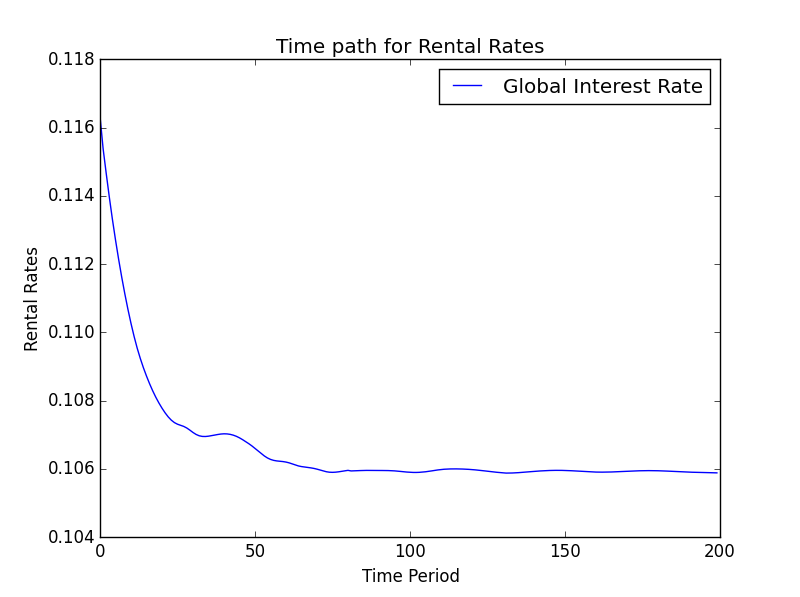 Time path for Rental Rates
Global Interest Rate
0.118
0.116
0.114
0.112
0.110
0.108
0.106
0.104
Rental Rates
0 50 100 150 200
Time Period